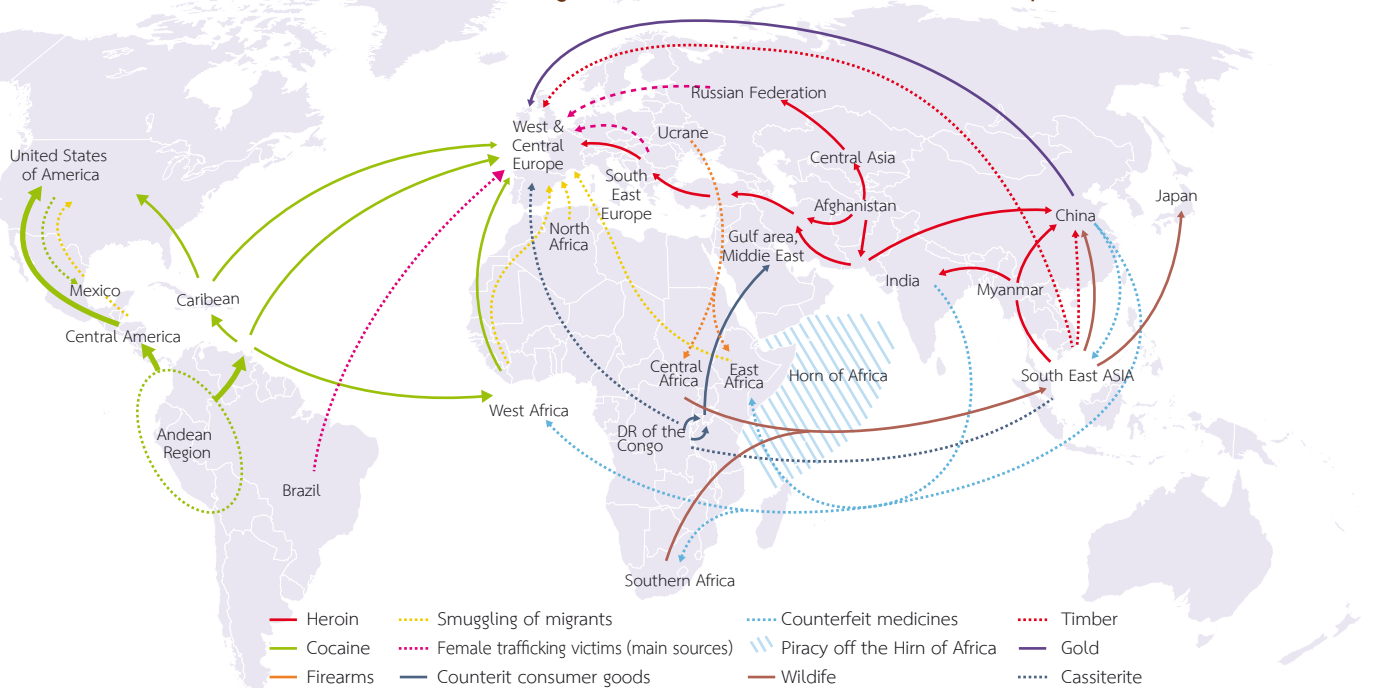 Russian Federation
West &
Central
Europe
Ucrane
United States
of America
Central Asia
South
East
Europe
Japan
Afghanistan
China
North
Africa
Gulf area,
Middle East
India
Myanmar
Mexico
Caribean
Central America
Central
Africa
East
Africa
Horn of Africa
South East ASIA
West Africa
Andean
Region
DR of the
Congo
Brazil
Southern Africa
Heroin
Smuggling of migrants
Counterfeit medicines
Timber
Cocaine
Female trafficking victims (main sources)
Piracy off the Hirn of Africa
Gold
Firearms
Counterit consumer goods
Wildife
Cassiterite